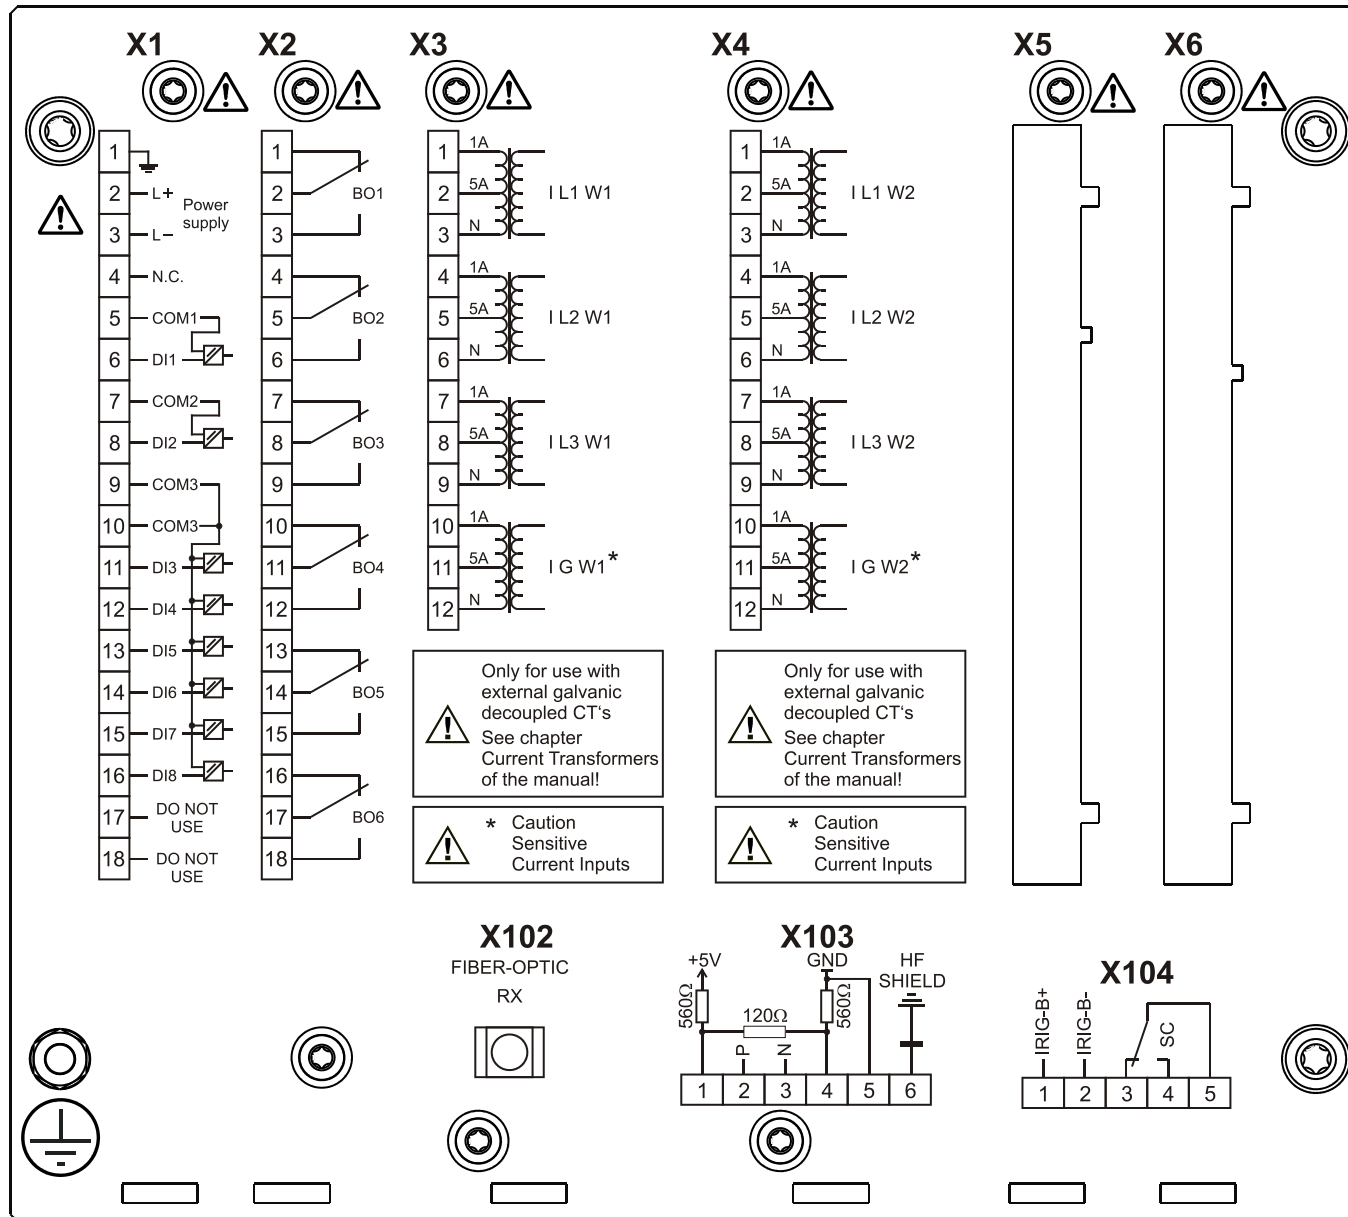 X1
X2
X3
X4
X5
X6
1
2 L+ Power supply
3 L–
4 N.C.
5 COM1
6 DI1
7 COM2
8 DI2
9 COM3
10 COM3
11 DI3
12 DI4
13 DI5
14 DI6
15 DI7
16 DI8
17 DO NOT
USE
18 DO NOT
USE
1
2 BO1
3
4
5 BO2
6
7
8 BO3
9
10
11 BO4
12
13
14 BO5
15
16
17 BO6
18
1 1A
2 5A I L1 W1
3 N
4 1A
5 5A I L2 W1
6 N
7 1A
8 5A I L3 W1
9 N
10 1A
11 5A I G W1*
12 N
Only for use with
external galvanic
decoupled CT‘s
See chapter
Current Transformers
of the manual!
* Caution
Sensitive
Current Inputs
1 1A
2 5A I L1 W2
3 N
4 1A
5 5A I L2 W2
6 N
7 1A
8 5A I L3 W2
9 N
10 1A
11 5A I G W2*
12 N
Only for use with
external galvanic
decoupled CT‘s
See chapter
Current Transformers
of the manual!
* Caution
Sensitive
Current Inputs
X102
FIBER-OPTIC
RX
X103
+5V GND HF
SHIELD
560Ω 120Ω 560Ω
P N
1 2 3 4 5 6
X104
IRIG-B+ IRIG-B- SC
1 2 3 4 5